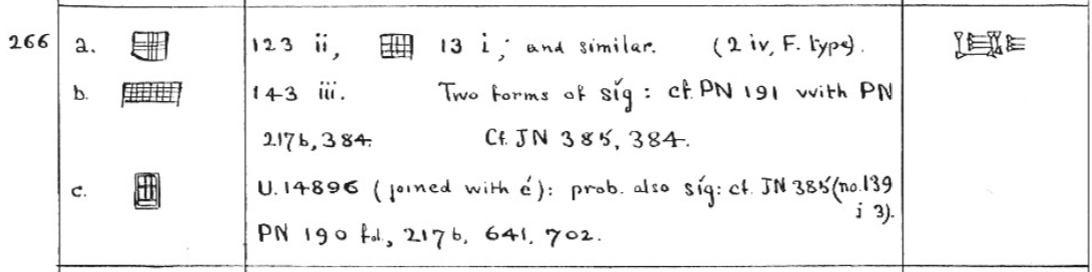 266 a. 123 ii, 13 i; and similar. (2 iv, F. type).
b. 143 iii. Two forms of síg : cf. PN 191 with PN
217b, 384. Cf. JN 385, 384.
c. U. 14896 (joined with é): prob. also síg: cf. JN 385 (no. 139
i 3).
PN 190 fol., 217b, 641, 702.